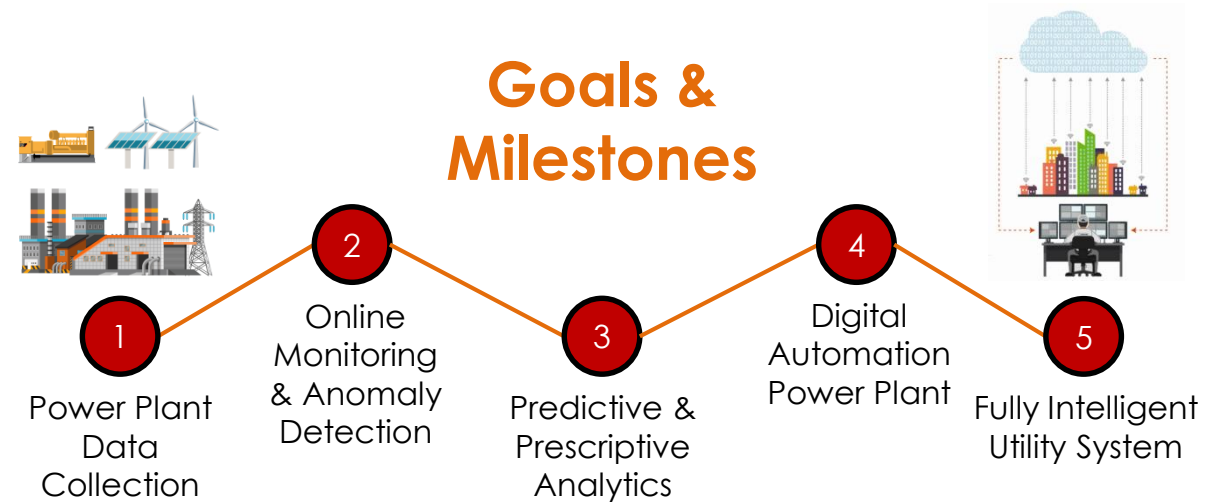 Goals &
Milestones
1
Power Plant
Data
Collection
2
Online
Monitoring
& Anomaly
Detection
3
Predictive &
Prescriptive
Analytics
4
Digital
Automation
Power Plant
5
Fully Intelligent
Utility System